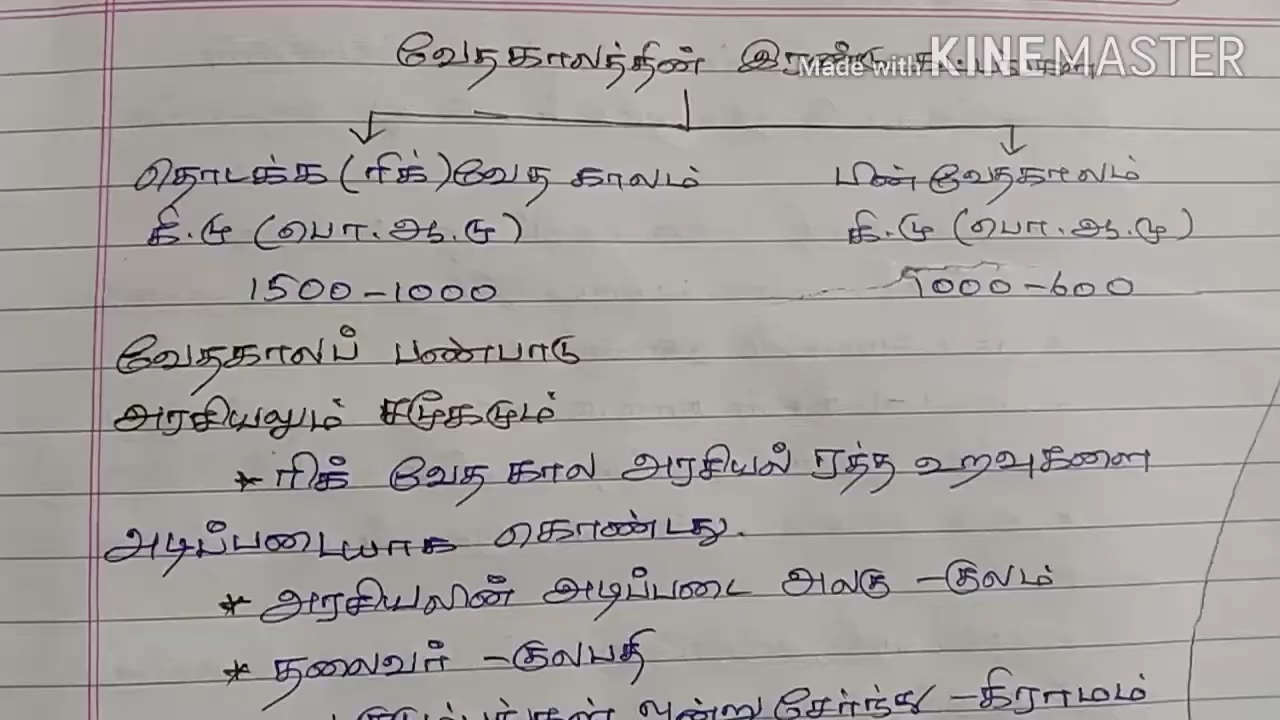 வேதகாலத்தின் இரண்டு
Made with KINEMASTER
தொடக்க (ரிக்) வேத காலம்
பின் வேதகாலம்
கி.மு (பொ.ஆ.மு)
கி.மு (பொ.ஆ.மு)
1500-1000
1000-600
வேதகாலப் பண்பாடு
அரசியலும் சமூகமும்
* ரிக் வேத கால அரசியல் ரத்த உறவுகளை
அடிப்படையாக கொண்டது.
* அரசியலின் அடிப்படை அலகு - குலம்
* தலைவர் - குலபதி
ஒன்று சேர்ந்து - கிராமம்